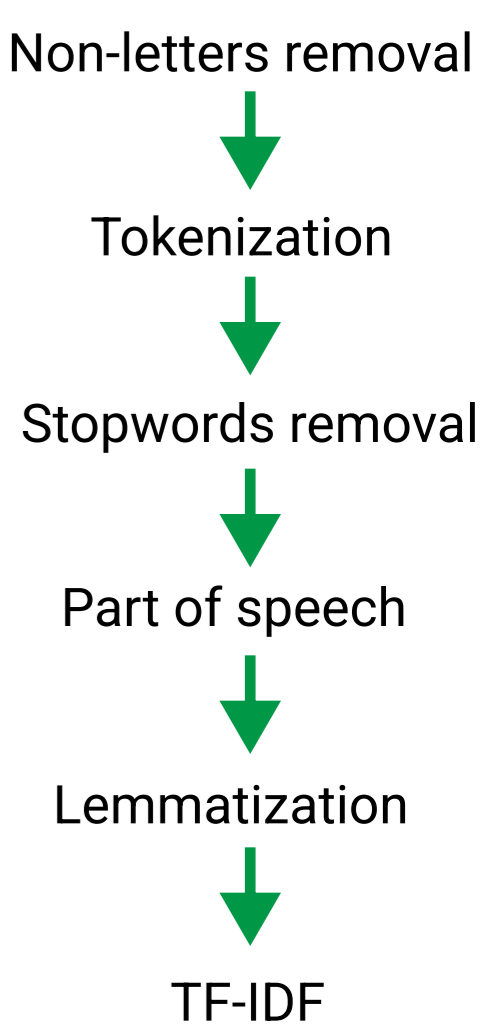 Non-letters removal
Tokenization
Stopwords removal
Part of speech
Lemmatization
TF-IDF